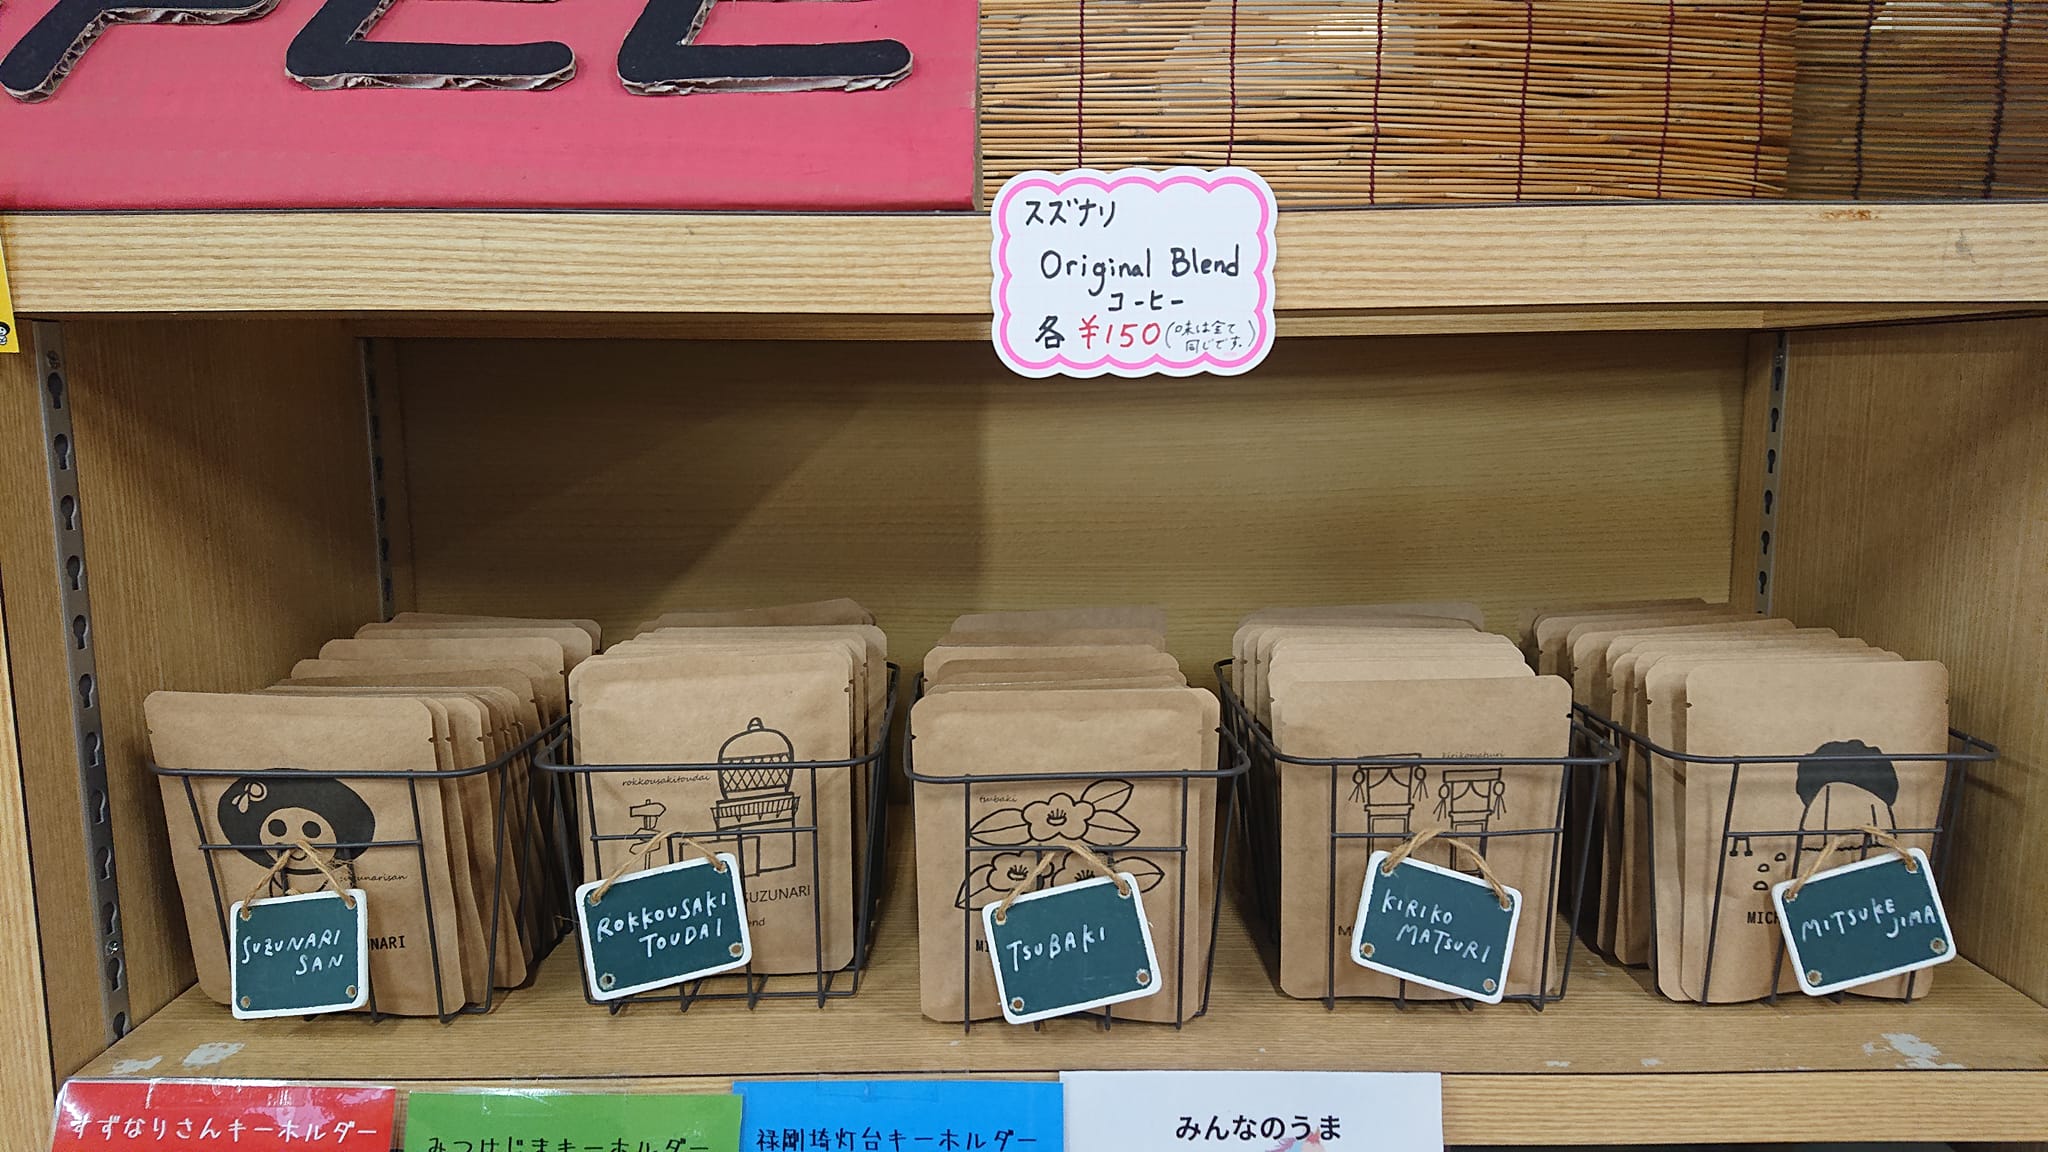 スズナリ
Original Blend
コーヒー
各 ¥150 (味は全て
同じです。)
suzunarisan
NARI
SUZUNARI
SAN
rokkousakitoudai
SUZUNARI
ROKKOUSAKI
TOUDAI
tsubaki
TSUBAKI
kirikomatsuri
KIRIKO
MATSURI
MITSUKE
JIMA
すずなりさんキーホルダー
みつけじまキーホルダー
禄剛埼灯台キーホルダー
みんなのうま